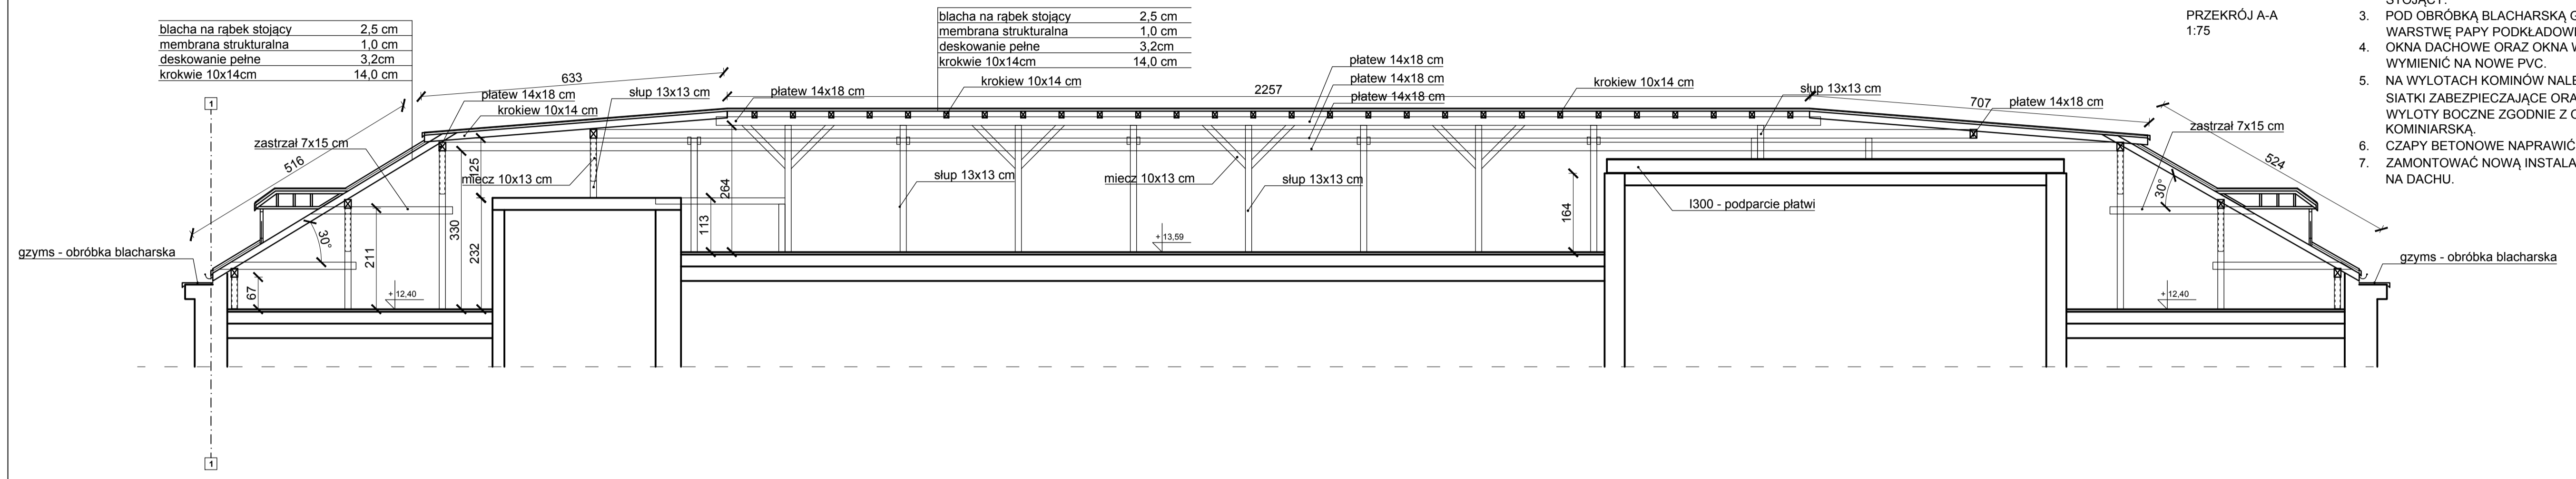 blacha na rąbek stojący 2,5 cm
membrana strukturalna 1,0 cm
deskowanie pełne 3,2cm
krokwie 10x14cm 14,0 cm
blacha na rąbek stojący 2,5 cm
membrana strukturalna 1,0 cm
deskowanie pełne 3,2cm
krokwie 10x14 cm 14,0 cm
PRZEKRÓJ A-A
1:75
STOJĄCY.
3. POD OBRÓBKĄ BLACHARSKĄ G
WARSTWĘ PAPY PODKŁADOW
4. OKNA DACHOWE ORAZ OKNA W
WYMIENIĆ NA NOWE PVC.
5. NA WYLOTACH KOMINÓW NALE
SIATKI ZABEZPIECZAJĄCE ORA
WYLOTY BOCZNE ZGODNIE Z O
KOMINIARSKĄ.
6. CZAPY BETONOWE NAPRAWIĆ
7. ZAMONTOWAĆ NOWĄ INSTALA
NA DACHU.
1
516
633
płatew 14x18 cm
krokiew 10x14 cm
słup 13x13 cm
płatew 14x18 cm
krokiew 10x14 cm
2257
płatew 14x18 cm
płatew 14x18 cm
płatew 14x18 cm
krokiew 10x14 cm
słup 13x13 cm
707
płatew 14x18 cm
zastrzał 7x15 cm
524
zastrzał 7x15 cm
miecz 10x13 cm
słup 13x13 cm
miecz 10x13 cm
słup 13x13 cm
I300 - podparcie płatwi
30°
30°
67
211
330
125
232
113
264
164
+ 12,40
+ 13,59
+ 12,40
gzyms - obróbka blacharska
gzyms - obróbka blacharska
1